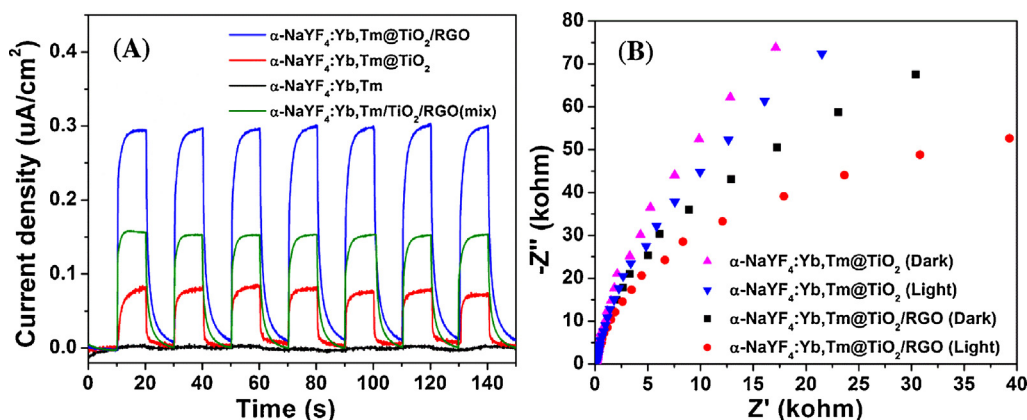 (A)
α-NaYF₄:Yb,Tm@TiO₂/RGO
α-NaYF₄:Yb,Tm@TiO₂
α-NaYF₄:Yb,Tm
α-NaYF₄:Yb,Tm/TiO₂/RGO(mix)
Current density (uA/cm²)
0.4
0.3
0.2
0.1
0.0
0 20 40 60 80 100 120 140
Time (s)
(B)
-Z'' (kohm)
80
70
60
50
40
30
20
10
0
α-NaYF₄:Yb,Tm@TiO₂ (Dark)
α-NaYF₄:Yb,Tm@TiO₂ (Light)
α-NaYF₄:Yb,Tm@TiO₂/RGO (Dark)
α-NaYF₄:Yb,Tm@TiO₂/RGO (Light)
0 5 10 15 20 25 30 35 40
Z' (kohm)